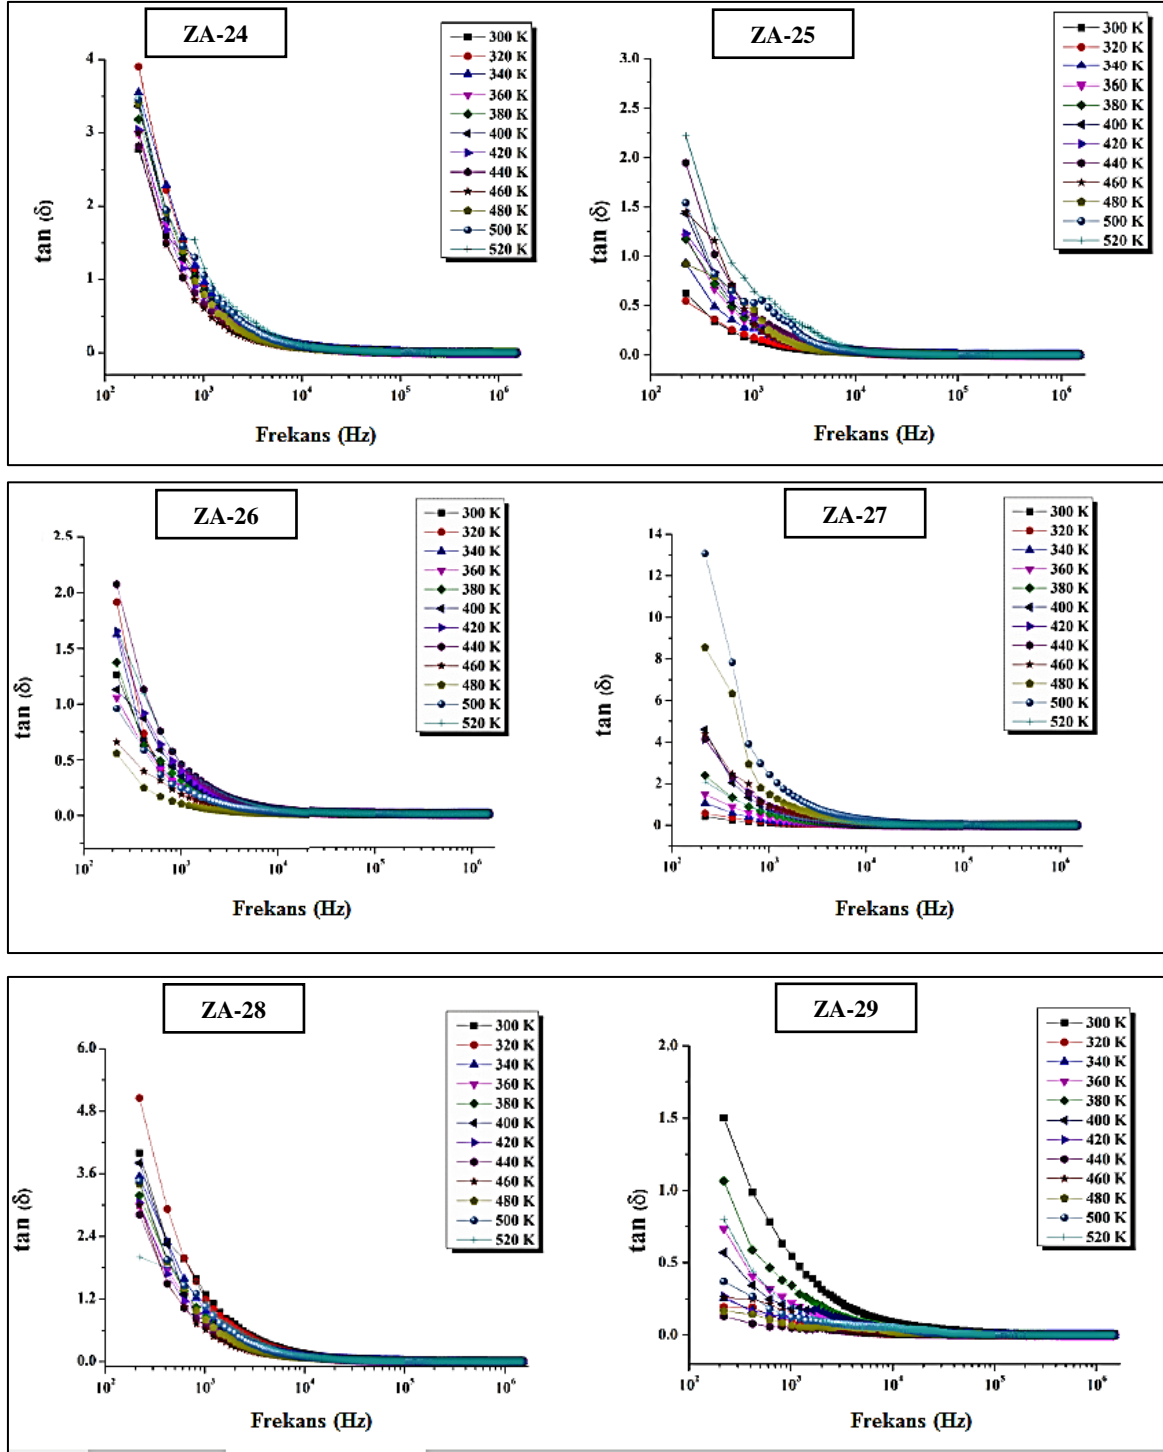 ZA-24
300 K
320 K
340 K
360 K
380 K
400 K
420 K
440 K
460 K
480 K
500 K
520 K
4
3
2
1
0
tan (δ)
10² 10³ 10⁴ 10⁵ 10⁶
Frekans (Hz)
ZA-25
300 K
320 K
340 K
360 K
380 K
400 K
420 K
440 K
460 K
480 K
500 K
520 K
3.0
2.5
2.0
1.5
1.0
0.5
0.0
tan (δ)
10² 10³ 10⁴ 10⁵ 10⁶
Frekans (Hz)
ZA-26
300 K
320 K
340 K
360 K
380 K
400 K
420 K
440 K
460 K
480 K
500 K
520 K
2.5
2.0
1.5
1.0
0.5
0.0
tan (δ)
10² 10³ 10⁴ 10⁵ 10⁶
Frekans (Hz)
ZA-27
300 K
320 K
340 K
360 K
380 K
400 K
420 K
440 K
460 K
480 K
500 K
520 K
14
12
10
8
6
4
2
0
tan (δ)
10² 10³ 10⁴ 10⁵ 10⁶
Frekans (Hz)
ZA-28
300 K
320 K
340 K
360 K
380 K
400 K
420 K
440 K
460 K
480 K
500 K
520 K
6.0
4.8
3.6
2.4
1.2
0.0
tan (δ)
10² 10³ 10⁴ 10⁵ 10⁶
Frekans (Hz)
ZA-29
300 K
320 K
340 K
360 K
380 K
400 K
420 K
440 K
460 K
480 K
500 K
520 K
2.0
1.5
1.0
0.5
0.0
tan (δ)
10² 10³ 10⁴ 10⁵ 10⁶
Frekans (Hz)